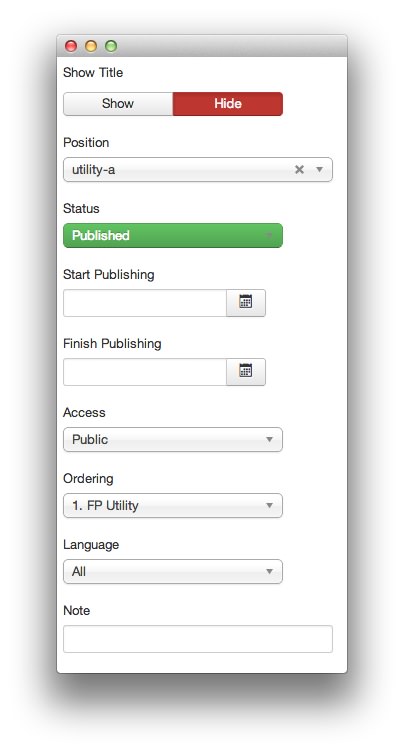 Show Title
Show Hide
Position
utility-a
Status
Published
Start Publishing
Finish Publishing
Access
Public
Ordering
1. FP Utility
Language
All
Note